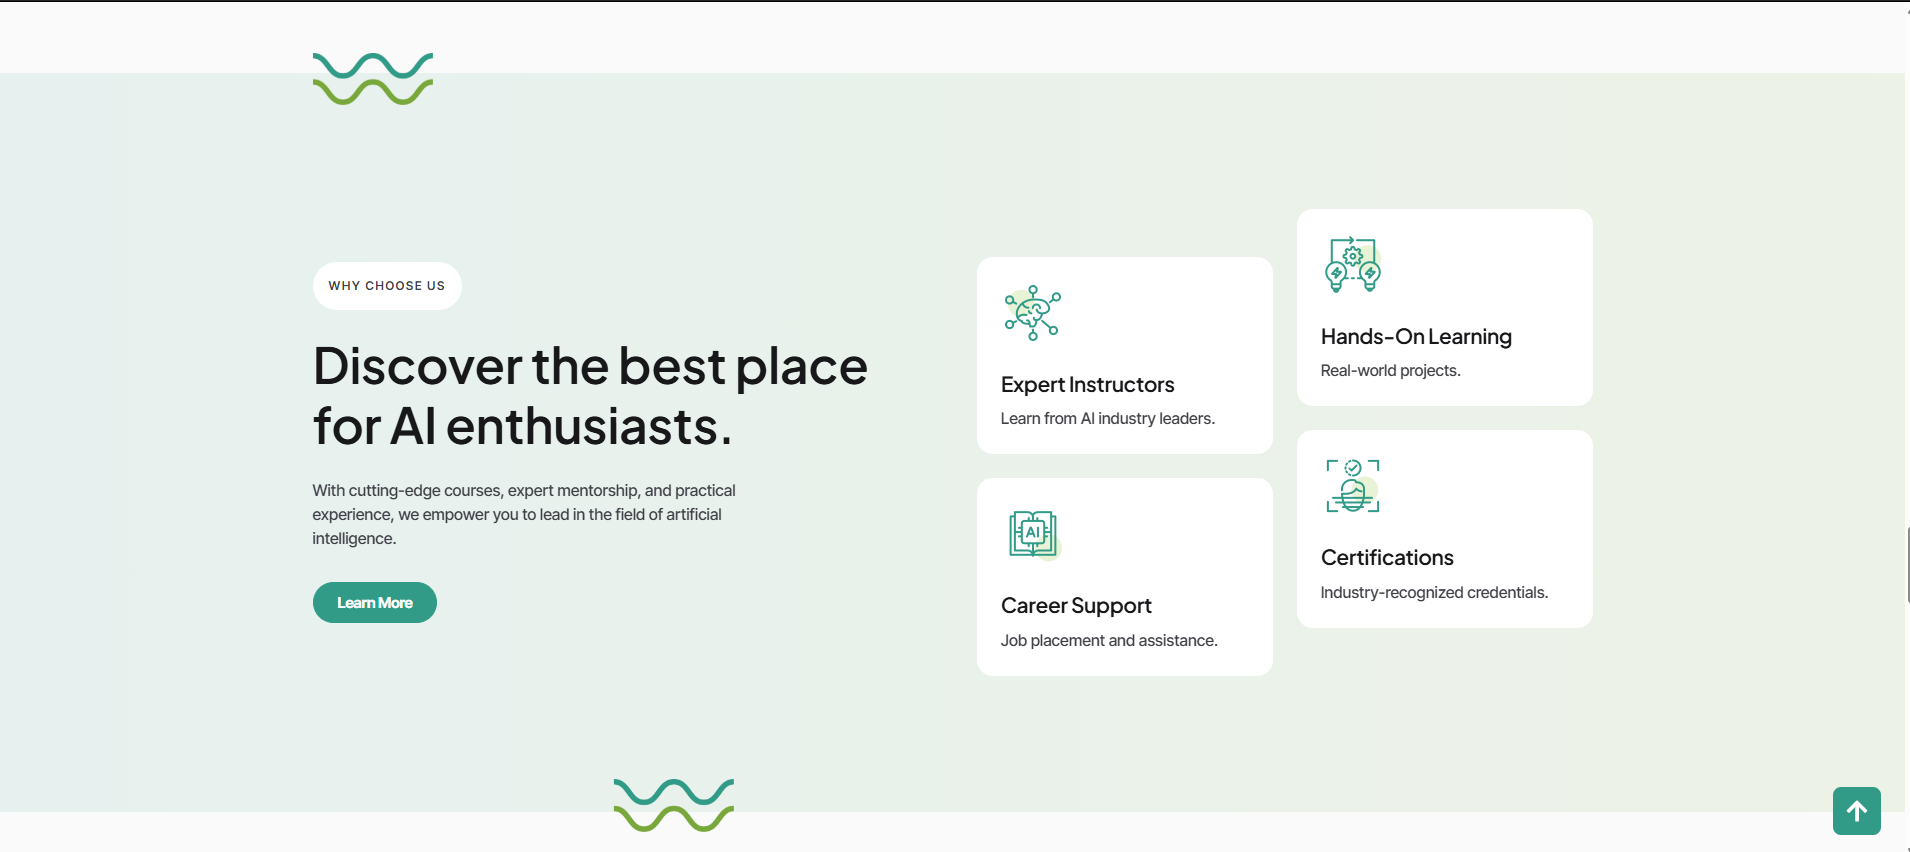 WHY CHOOSE US
Discover the best place
for AI enthusiasts.
With cutting-edge courses, expert mentorship, and practical
experience, we empower you to lead in the field of artificial
intelligence.
Learn More
Expert Instructors
Learn from AI industry leaders.
AI
Career Support
Job placement and assistance.
Hands-On Learning
Real-world projects.
Certifications
Industry-recognized credentials.